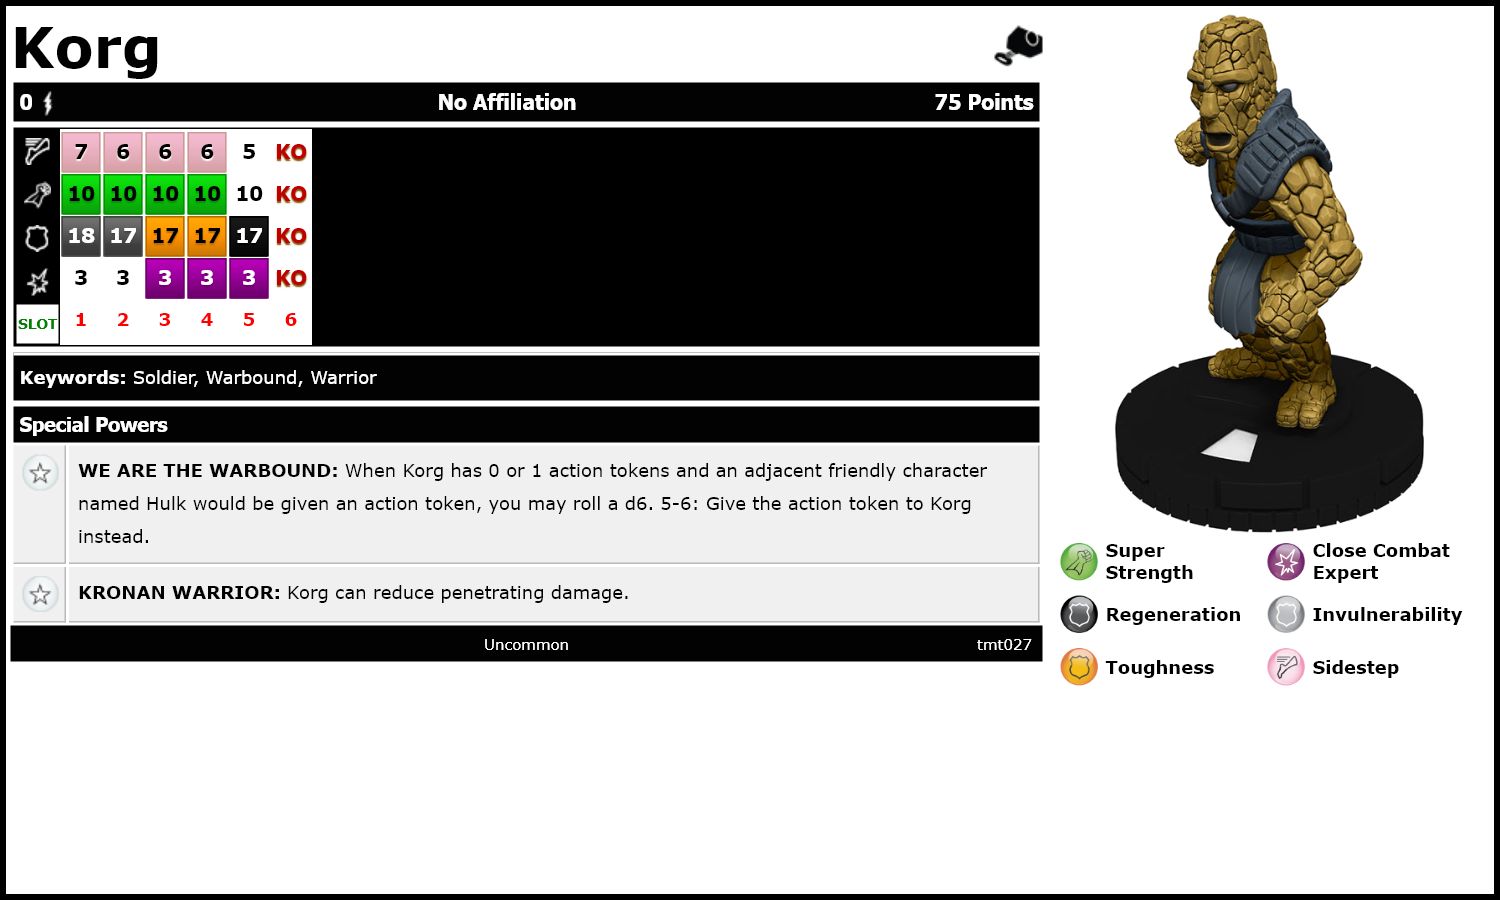 Korg
0 No Affiliation 75 Points
7 6 6 6 5 KO
10 10 10 10 10 KO
18 17 17 17 17 KO
3 3 3 3 3 KO
SLOT 1 2 3 4 5 6
Keywords: Soldier, Warbound, Warrior
Special Powers
WE ARE THE WARBOUND: When Korg has 0 or 1 action tokens and an adjacent friendly character
named Hulk would be given an action token, you may roll a d6. 5-6: Give the action token to Korg
instead.
KRONAN WARRIOR: Korg can reduce penetrating damage.
Uncommon tmt027
Super
Strength
Close Combat
Expert
Regeneration
Invulnerability
Toughness
Sidestep